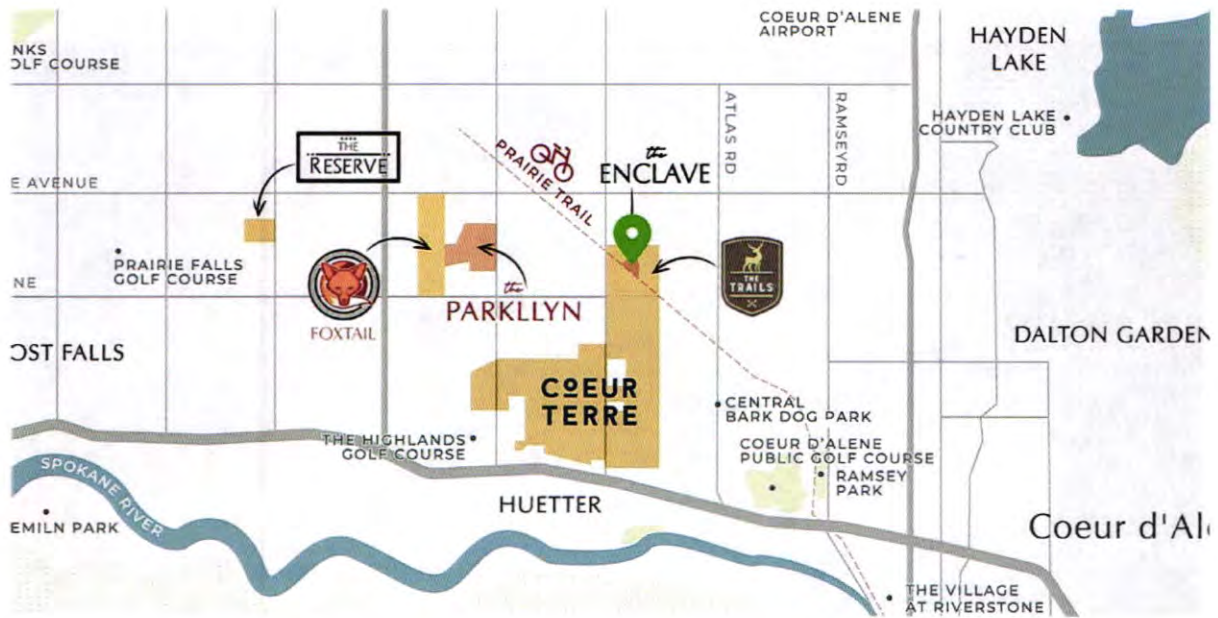 COEUR D'ALENE
AIRPORT
HAYDEN
LAKE
NKS
OLF COURSE
HAYDEN LAKE
COUNTRY CLUB
ATLAS RD
RAMSEYRD
THE
RESERVE
PRAIRIE TRAIL
the
ENCLAVE
E AVENUE
PRAIRIE FALLS
GOLF COURSE
FOXTAIL
the
PARKLLYN
THE
TRAILS
NE
OST FALLS
DALTON GARDEN
COEUR
TERRE
CENTRAL
BARK DOG PARK
THE HIGHLANDS
GOLF COURSE
COEUR D'ALENE
PUBLIC GOLF COURSE
RAMSEY
PARK
SPOKANE RIVER
HUETTER
EMILN PARK
Coeur d'Al
THE VILLAGE
AT RIVERSTONE